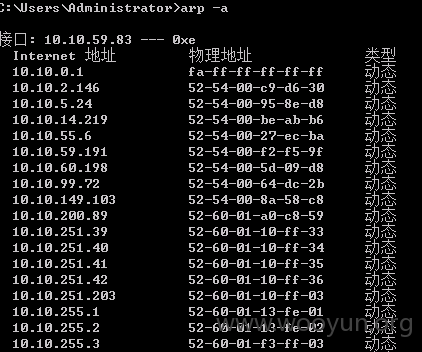 C:\Users\Administrator>arp -a
接口: 10.10.59.83 --- 0xe
Internet 地址 物理地址 类型
10.10.0.1 fa-ff-ff-ff-ff-ff 动态
10.10.2.146 52-54-00-c9-d6-30 动态
10.10.5.24 52-54-00-95-8e-d8 动态
10.10.14.219 52-54-00-be-ab-b6 动态
10.10.55.6 52-54-00-27-ec-ba 动态
10.10.59.191 52-54-00-f2-f5-9f 动态
10.10.60.198 52-54-00-5d-09-d8 动态
10.10.99.72 52-54-00-64-dc-2b 动态
10.10.149.103 52-54-00-8a-58-c8 动态
10.10.200.89 52-60-01-a0-c8-59 动态
10.10.251.39 52-60-01-10-ff-33 动态
10.10.251.40 52-60-01-10-ff-34 动态
10.10.251.41 52-60-01-10-ff-35 动态
10.10.251.42 52-60-01-10-ff-36 动态
10.10.251.203 52-60-01-10-ff-03 动态
10.10.255.1 52-60-01-13-fe-01 动态
10.10.255.2 52-60-01-f3-fe-02 动态
10.10.255.3 52-60-01-f3-ff-03 动态
www.wooyun.org